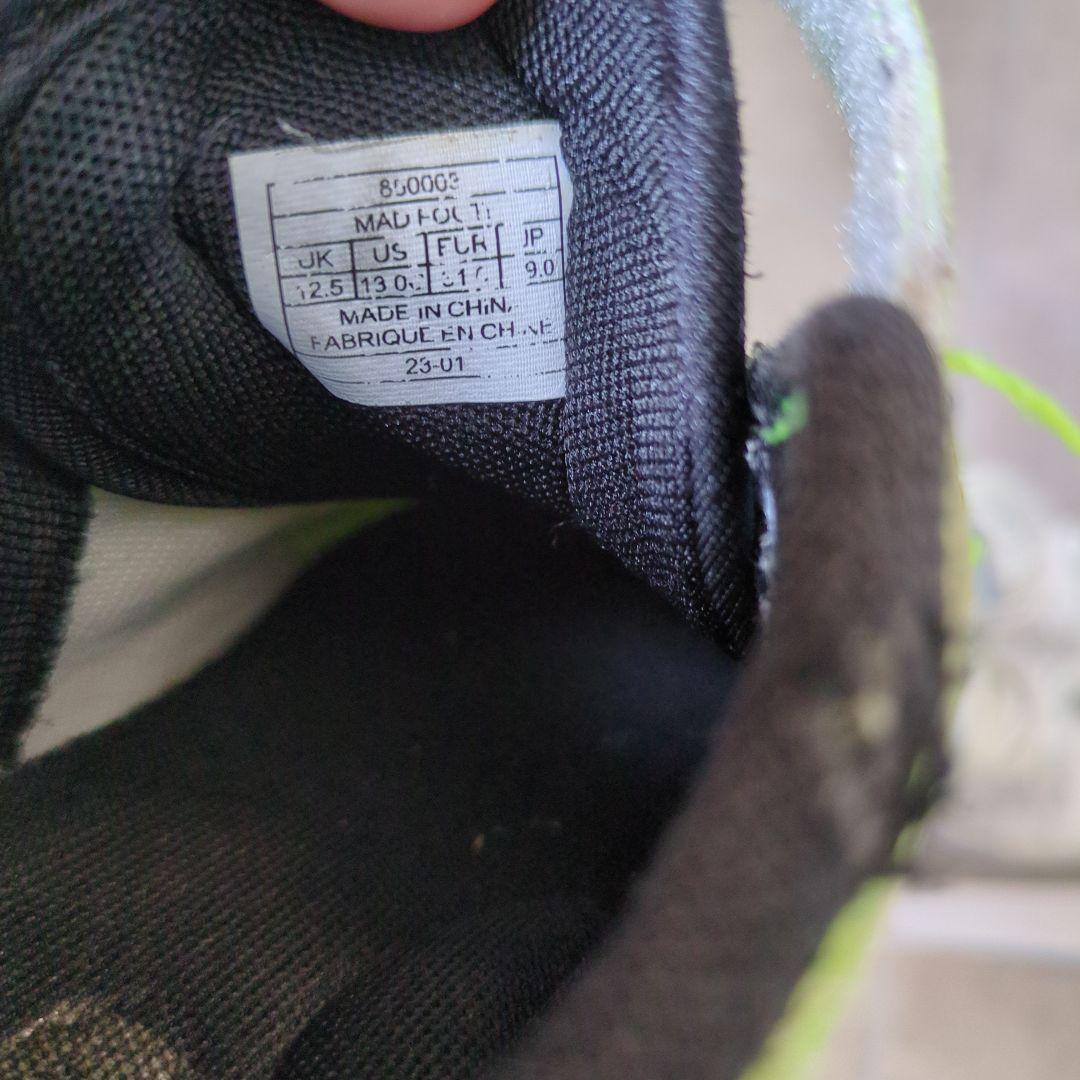 850003
MAD FOOT!
UK US EUR JP
12.5 13.0 9.0
MADE IN CHINA
FABRIQUE EN CHINE
23-01